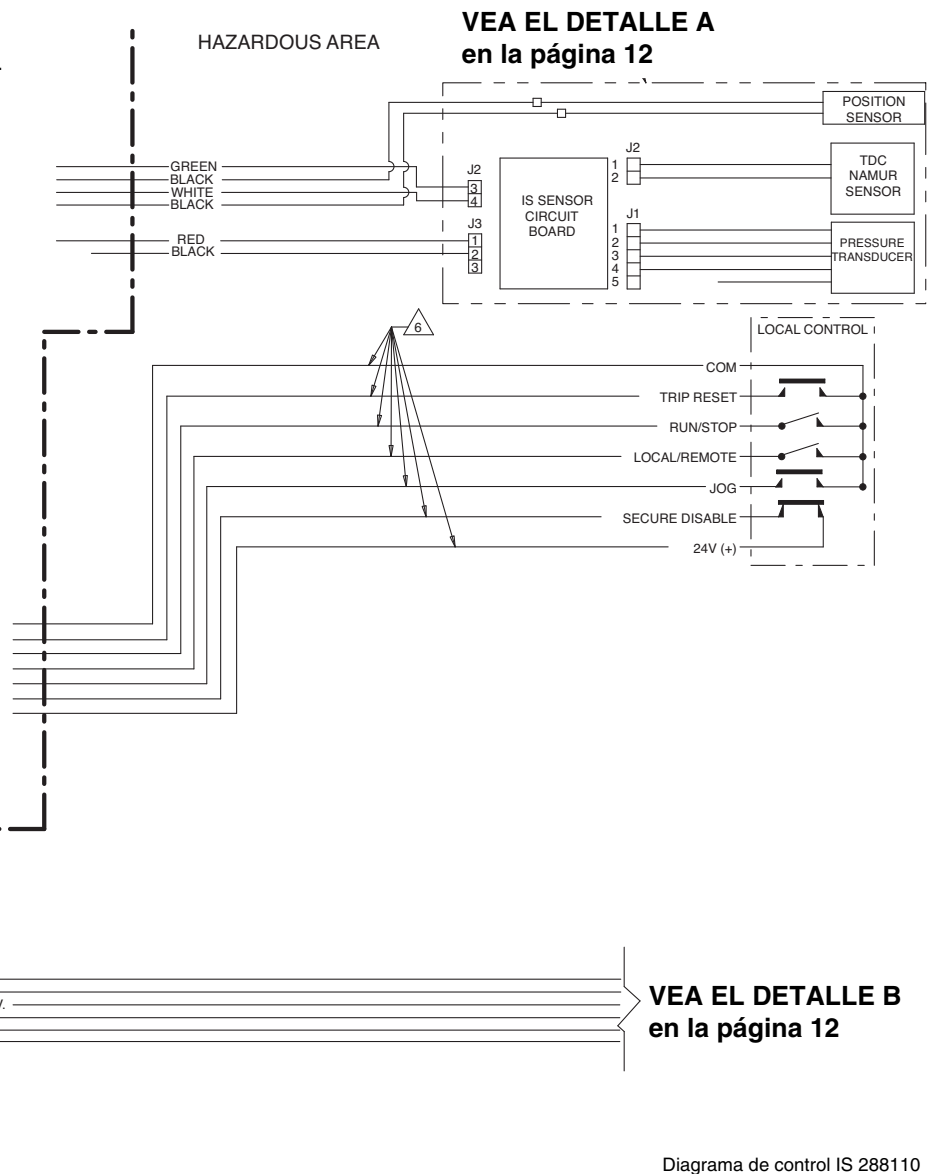 HAZARDOUS AREA
VEA EL DETALLE A
en la página 12
POSITION
SENSOR
GREEN
BLACK
WHITE
BLACK
RED
BLACK
J2
3
4
J3
1
2
3
IS SENSOR
CIRCUIT
BOARD
J2
1
2
J1
1
2
3
4
5
TDC
NAMUR
SENSOR
PRESSURE
TRANSDUCER
6
LOCAL CONTROL
COM
TRIP RESET
RUN/STOP
LOCAL/REMOTE
JOG
SECURE DISABLE
24V (+)
VEA EL DETALLE B
en la página 12
Diagrama de control IS 288110